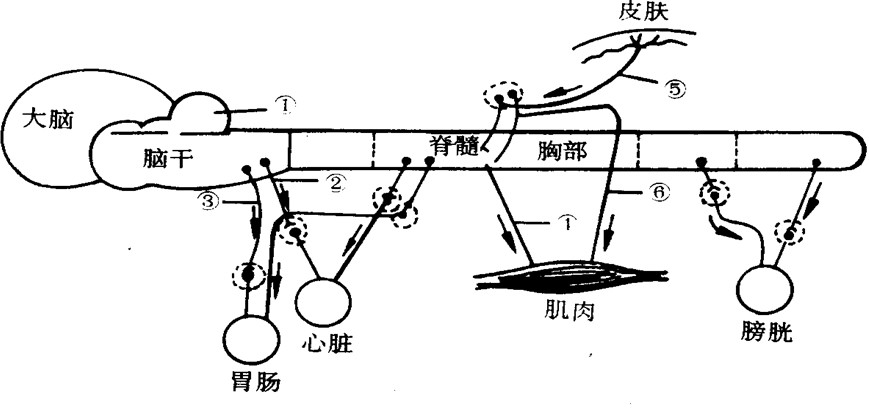 皮肤
①
⑤
大脑
脊髓
胸部
脑干
②
③
⑥
①
肌肉
膀胱
心脏
胃肠